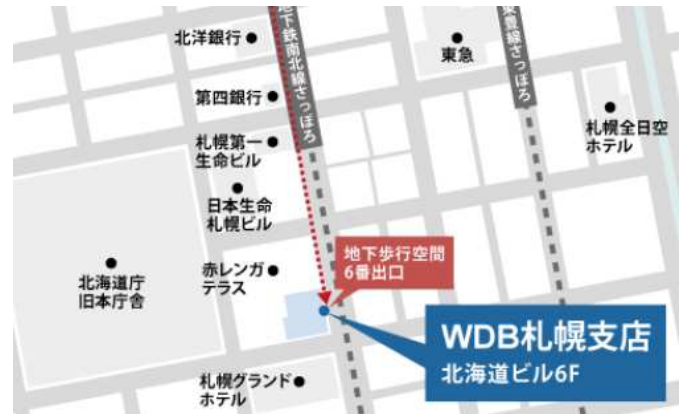 北洋銀行
地下鉄南北線さっぽろ
東急
東豊線さっぽろ
第四銀行
札幌第一
生命ビル
札幌全日空
ホテル
日本生命
札幌ビル
地下歩行空間
6番出口
北海道庁
旧本庁舎
赤レンガ
テラス
WDB札幌支店
北海道ビル6F
札幌グランド
ホテル